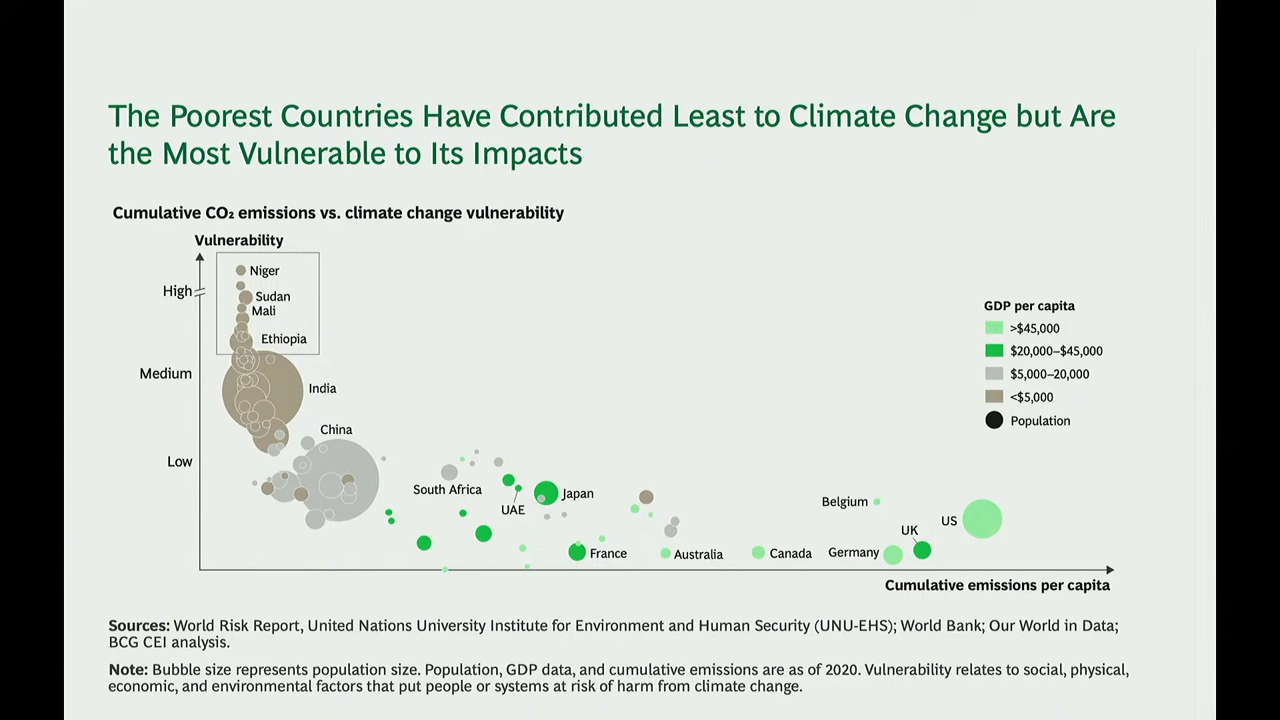 The Poorest Countries Have Contributed Least to Climate Change but Are
the Most Vulnerable to Its Impacts
Cumulative CO₂ emissions vs. climate change vulnerability
Vulnerability
High
Medium
Low
Niger
Sudan
Mali
Ethiopia
India
China
South Africa
UAE
Japan
France
Australia
Canada
Belgium
Germany
UK
US
GDP per capita
>$45,000
$20,000–$45,000
$5,000–20,000
<$5,000
Population
Cumulative emissions per capita
Sources: World Risk Report, United Nations University Institute for Environment and Human Security (UNU-EHS); World Bank; Our World in Data;
BCG CEI analysis.
Note: Bubble size represents population size. Population, GDP data, and cumulative emissions are as of 2020. Vulnerability relates to social, physical,
economic, and environmental factors that put people or systems at risk of harm from climate change.